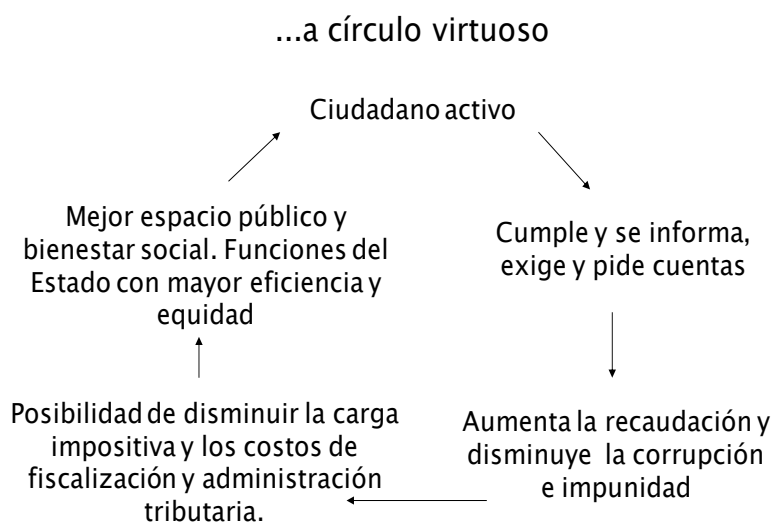 ...a círculo virtuoso
Ciudadano activo
Cumple y se informa,
exige y pide cuentas
Aumenta la recaudación y
disminuye la corrupción
e impunidad
Posibilidad de disminuir la carga
impositiva y los costos de
fiscalización y administración
tributaria.
Mejor espacio público y
bienestar social. Funciones del
Estado con mayor eficiencia y
equidad